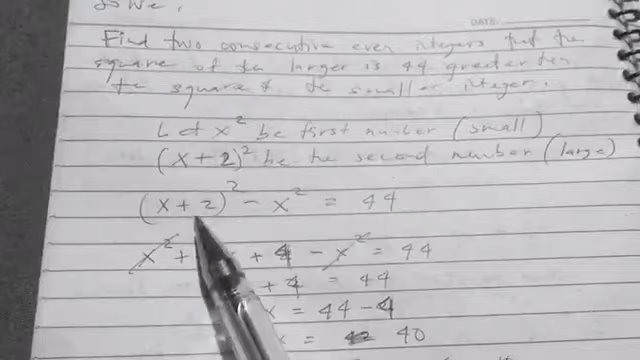 Solve.
DATE
Find two consecutive even integers that the
square of the larger is 44 greater than
the square of the smaller integer.
Let x² be first number (small)
(x+2)² be the second number (large)
(x+2)² - x² = 44
x² + + 4 - x² = 44
+ 4 = 44
x = 44-4
x = 40